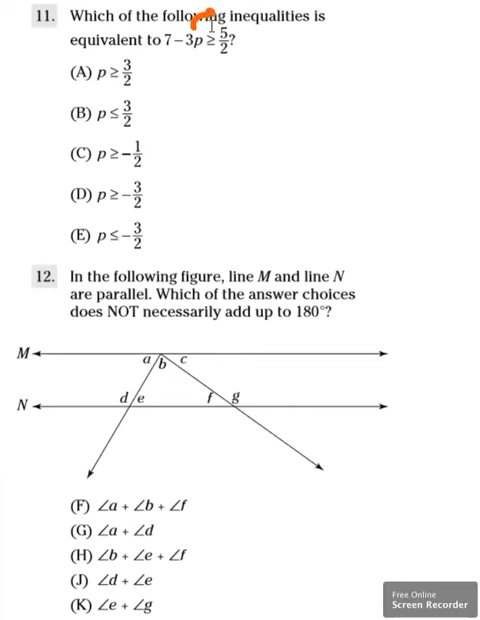 11. Which of the following inequalities is
equivalent to 7 – 3p ≥ 5/2?
(A) p ≥ 3/2
(B) p ≤ 3/2
(C) p ≥ –1/2
(D) p ≥ –3/2
(E) p ≤ –3/2
12. In the following figure, line M and line N
are parallel. Which of the answer choices
does NOT necessarily add up to 180°?
M a b c
N d e f g
(F) ∠a + ∠b + ∠f
(G) ∠a + ∠d
(H) ∠b + ∠e + ∠f
(J) ∠d + ∠e
(K) ∠e + ∠g
Free Online
Screen Recorder